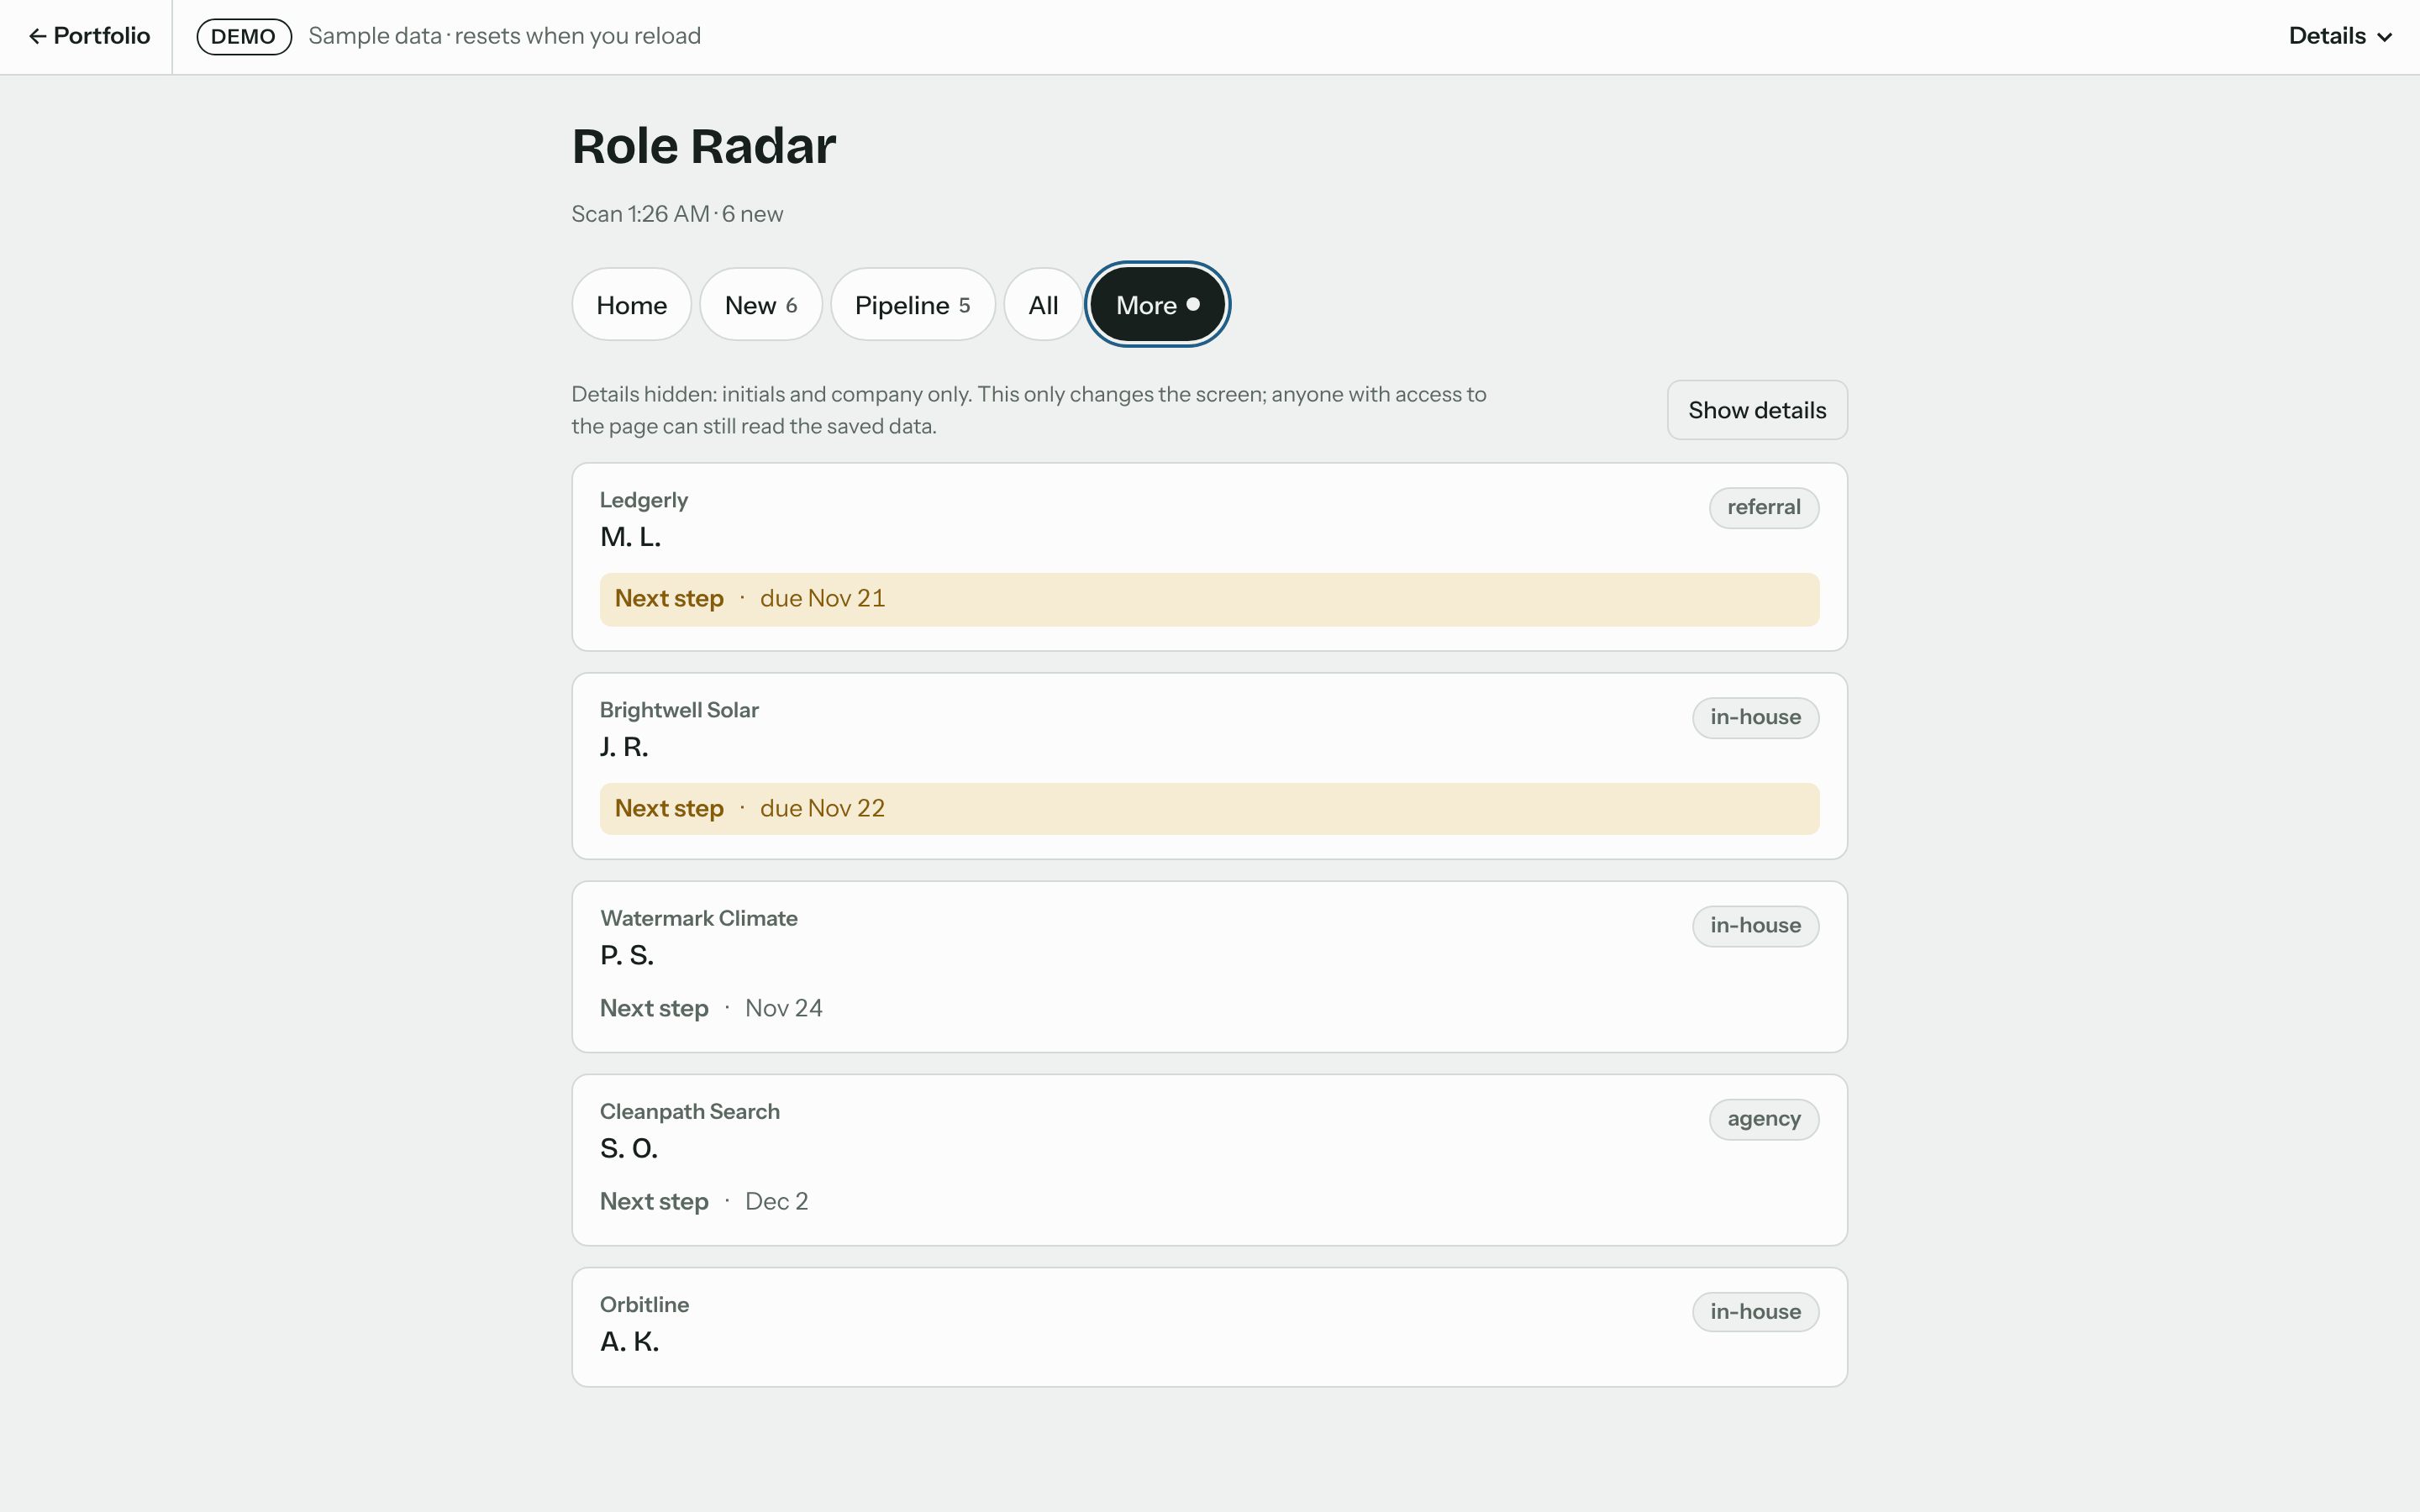 ← Portfolio
DEMO
Sample data · resets when you reload
Details
Role Radar
Scan 1:26 AM · 6 new
Home
New 6
Pipeline 5
All
More
Details hidden: initials and company only. This only changes the screen; anyone with access to
the page can still read the saved data.
Show details
Ledgerly
referral
M. L.
Next step · due Nov 21
Brightwell Solar
in-house
J. R.
Next step · due Nov 22
Watermark Climate
in-house
P. S.
Next step · Nov 24
Cleanpath Search
agency
S. O.
Next step · Dec 2
Orbitline
in-house
A. K.